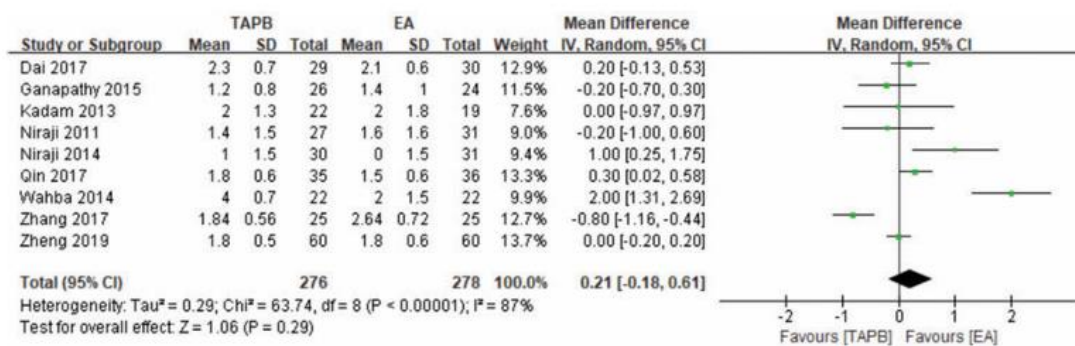 TAPB EA Mean Difference Mean Difference
Study or Subgroup Mean SD Total Mean SD Total Weight IV, Random, 95% CI IV, Random, 95% CI
Dai 2017 2.3 0.7 29 2.1 0.6 30 12.9% 0.20 [-0.13, 0.53]
Ganapathy 2015 1.2 0.8 26 1.4 1 24 11.5% -0.20 [-0.70, 0.30]
Kadam 2013 2 1.3 22 2 1.8 19 7.6% 0.00 [-0.97, 0.97]
Niraji 2011 1.4 1.5 27 1.6 1.6 31 9.0% -0.20 [-1.00, 0.60]
Niraji 2014 1 1.5 30 0 1.5 31 9.4% 1.00 [0.25, 1.75]
Qin 2017 1.8 0.6 35 1.5 0.6 36 13.3% 0.30 [0.02, 0.58]
Wahba 2014 4 0.7 22 2 1.5 22 9.9% 2.00 [1.31, 2.69]
Zhang 2017 1.84 0.56 25 2.64 0.72 25 12.7% -0.80 [-1.16, -0.44]
Zheng 2019 1.8 0.5 60 1.8 0.6 60 13.7% 0.00 [-0.20, 0.20]
Total (95% CI) 276 278 100.0% 0.21 [-0.18, 0.61]
Heterogeneity: Tau² = 0.29; Chi² = 63.74, df = 8 (P < 0.00001); I² = 87%
Test for overall effect: Z = 1.06 (P = 0.29)
-2 -1 0 1 2
Favours [TAPB] Favours [EA]